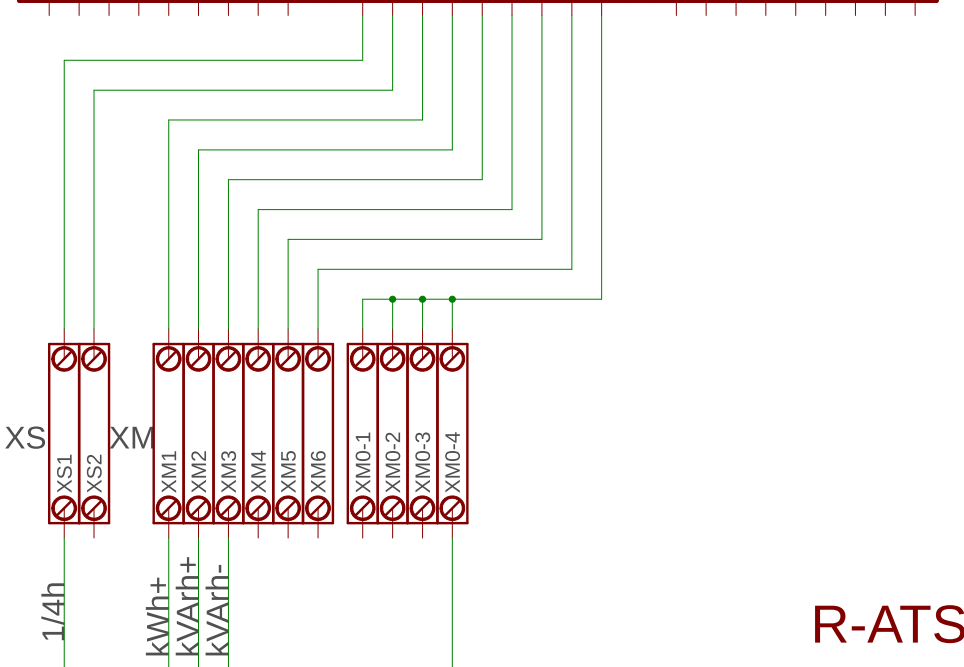 XS
XS1
XS2
XM
XM1
XM2
XM3
XM4
XM5
XM6
XM0-1
XM0-2
XM0-3
XM0-4
1/4h
kWh+
kVArh+
kVArh-
R-ATS